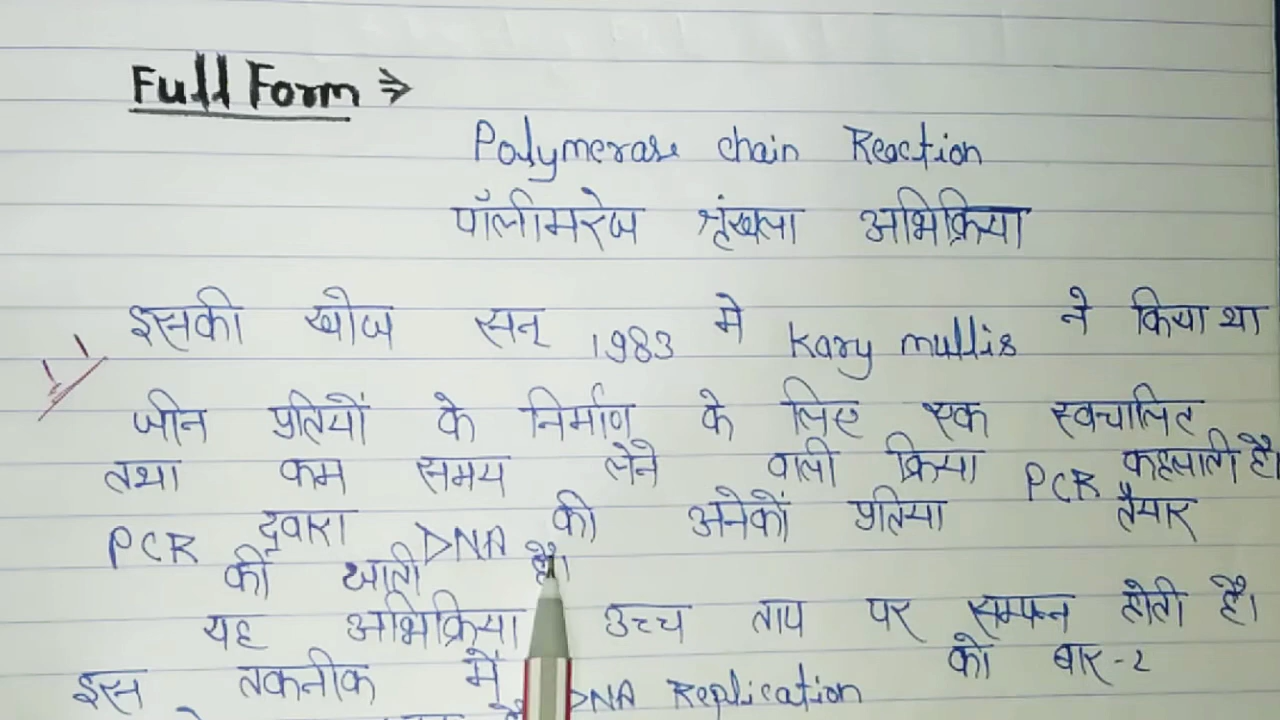 Full Form ⇒
Polymerase chain Reaction
पॉलीमरेज श्रृंखला अभिक्रिया
इसकी खोज सन् 1983 मे Kary mullis ने किया था
जीन प्रतियों के निर्माण के लिए एक स्वचालित
तथा कम समय लेने वाली क्रिया PCR कहलाती है।
PCR द्वारा DNA की अनेकों प्रतिया तैयार
की जाती है।
यह अभिक्रिया उच्च ताप पर सम्पन्न होती है।
इस तकनीक में DNA Replication को बार-2